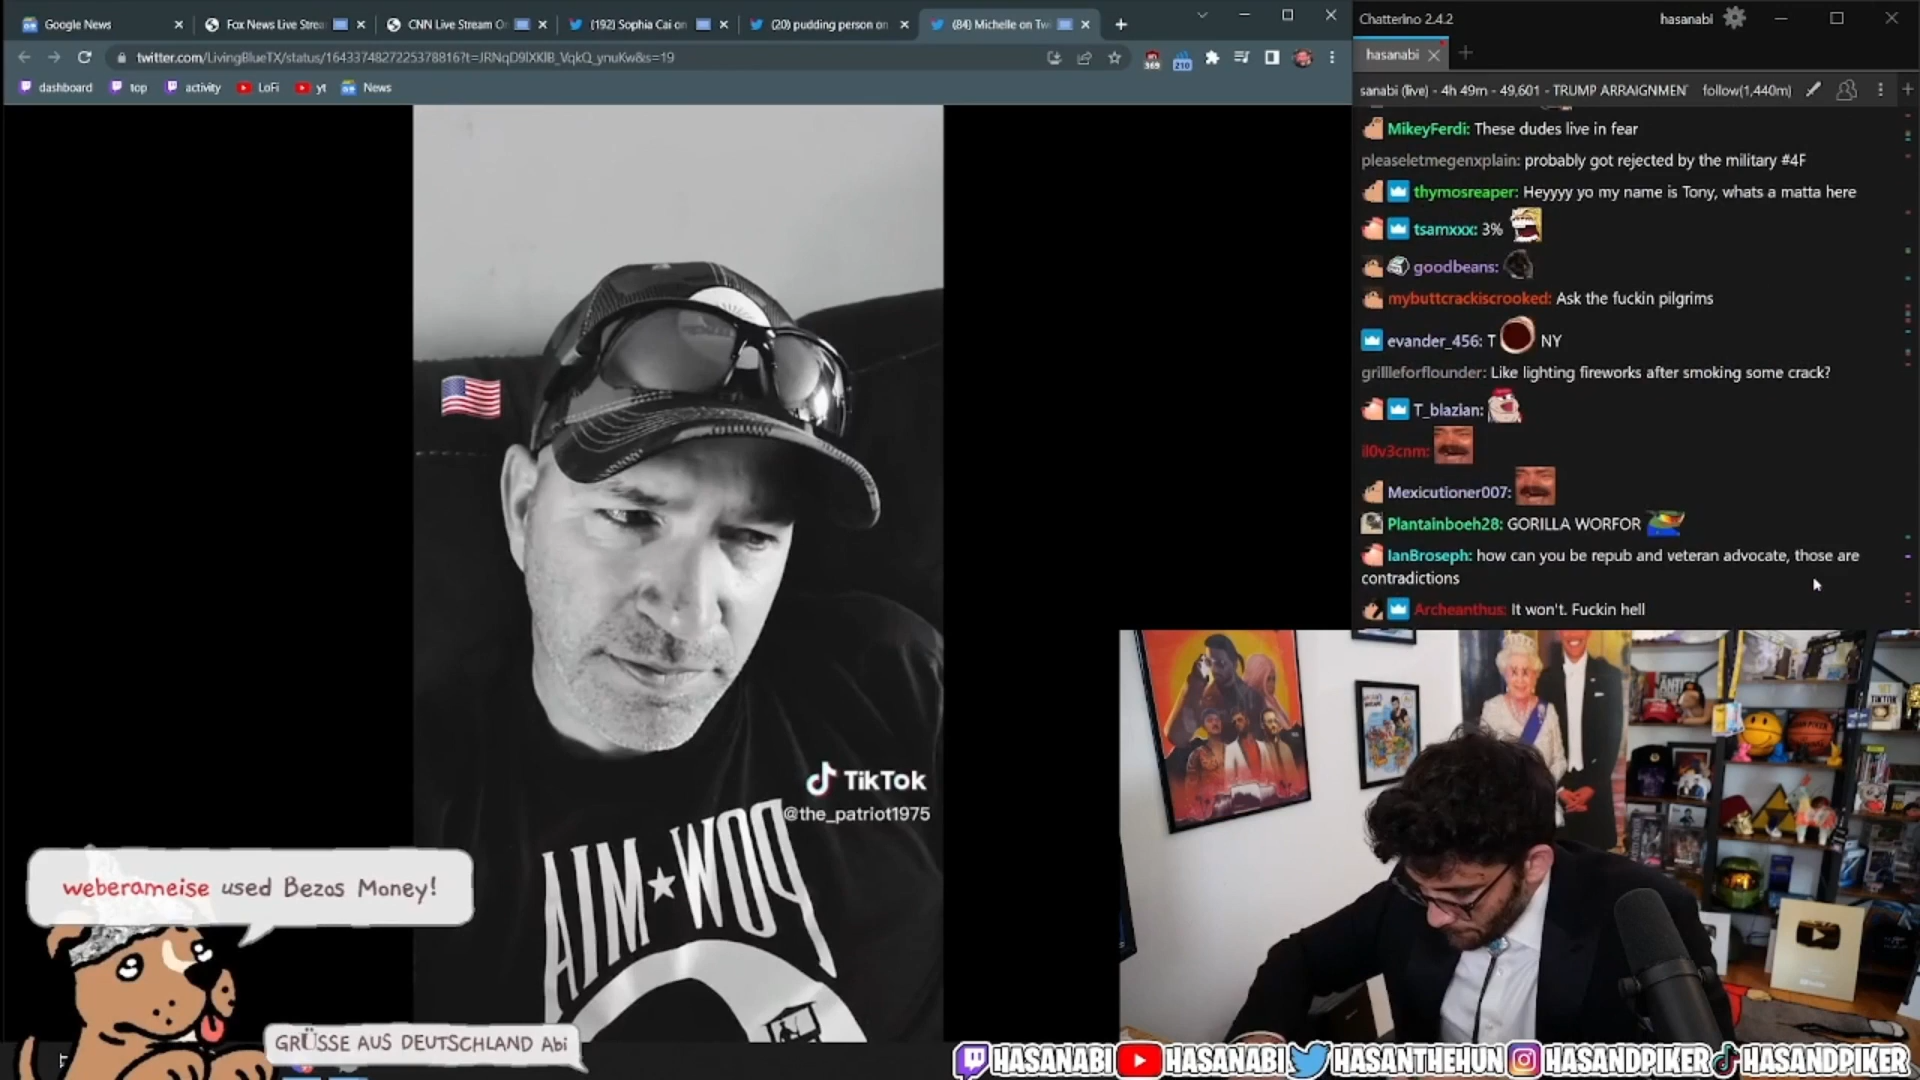 Google News
Fox News Live Strea
CNN Live Stream O
(192) Sophia Cai on
(20) pudding person on
(84) Michelle on Tw
twitter.com/LivingBlueTX/status/1643374827225378816?t=JRNqD9lXKlB_VqkQ_ynuKw&s=19
369
210
dashboard
top
activity
LoFi
yt
News
Chatterino 2.4.2
hasanabi
hasanabi
sanabi (live) - 4h 49m - 49,601 - TRUMP ARRAIGNMEN
follow(1,440m)
MikeyFerdi: These dudes live in fear
pleaseletmegenxplain: probably got rejected by the military #4F
thymosreaper: Heyyyy yo my name is Tony, whats a matta here
tsamxxx: 3%
goodbeans:
mybuttcrackiscrooked: Ask the fuckin pilgrims
evander_456: T NY
grillleforflounder: Like lighting fireworks after smoking some crack?
T_blazian:
il0v3cnm:
Mexicutioner007:
Plantainboeh28: GORILLA WORFOR
IanBroseph: how can you be repub and veteran advocate, those are
contradictions
Archeanthus: It won't. Fuckin hell
TikTok
@the_patriot1975
AIM★WOP
weberameise used Bezos Money!
GRÜSSE AUS DEUTSCHLAND Abi
HASANABI HASANABI HASANTHEHUN HASANDPIKER HASANDPIKER